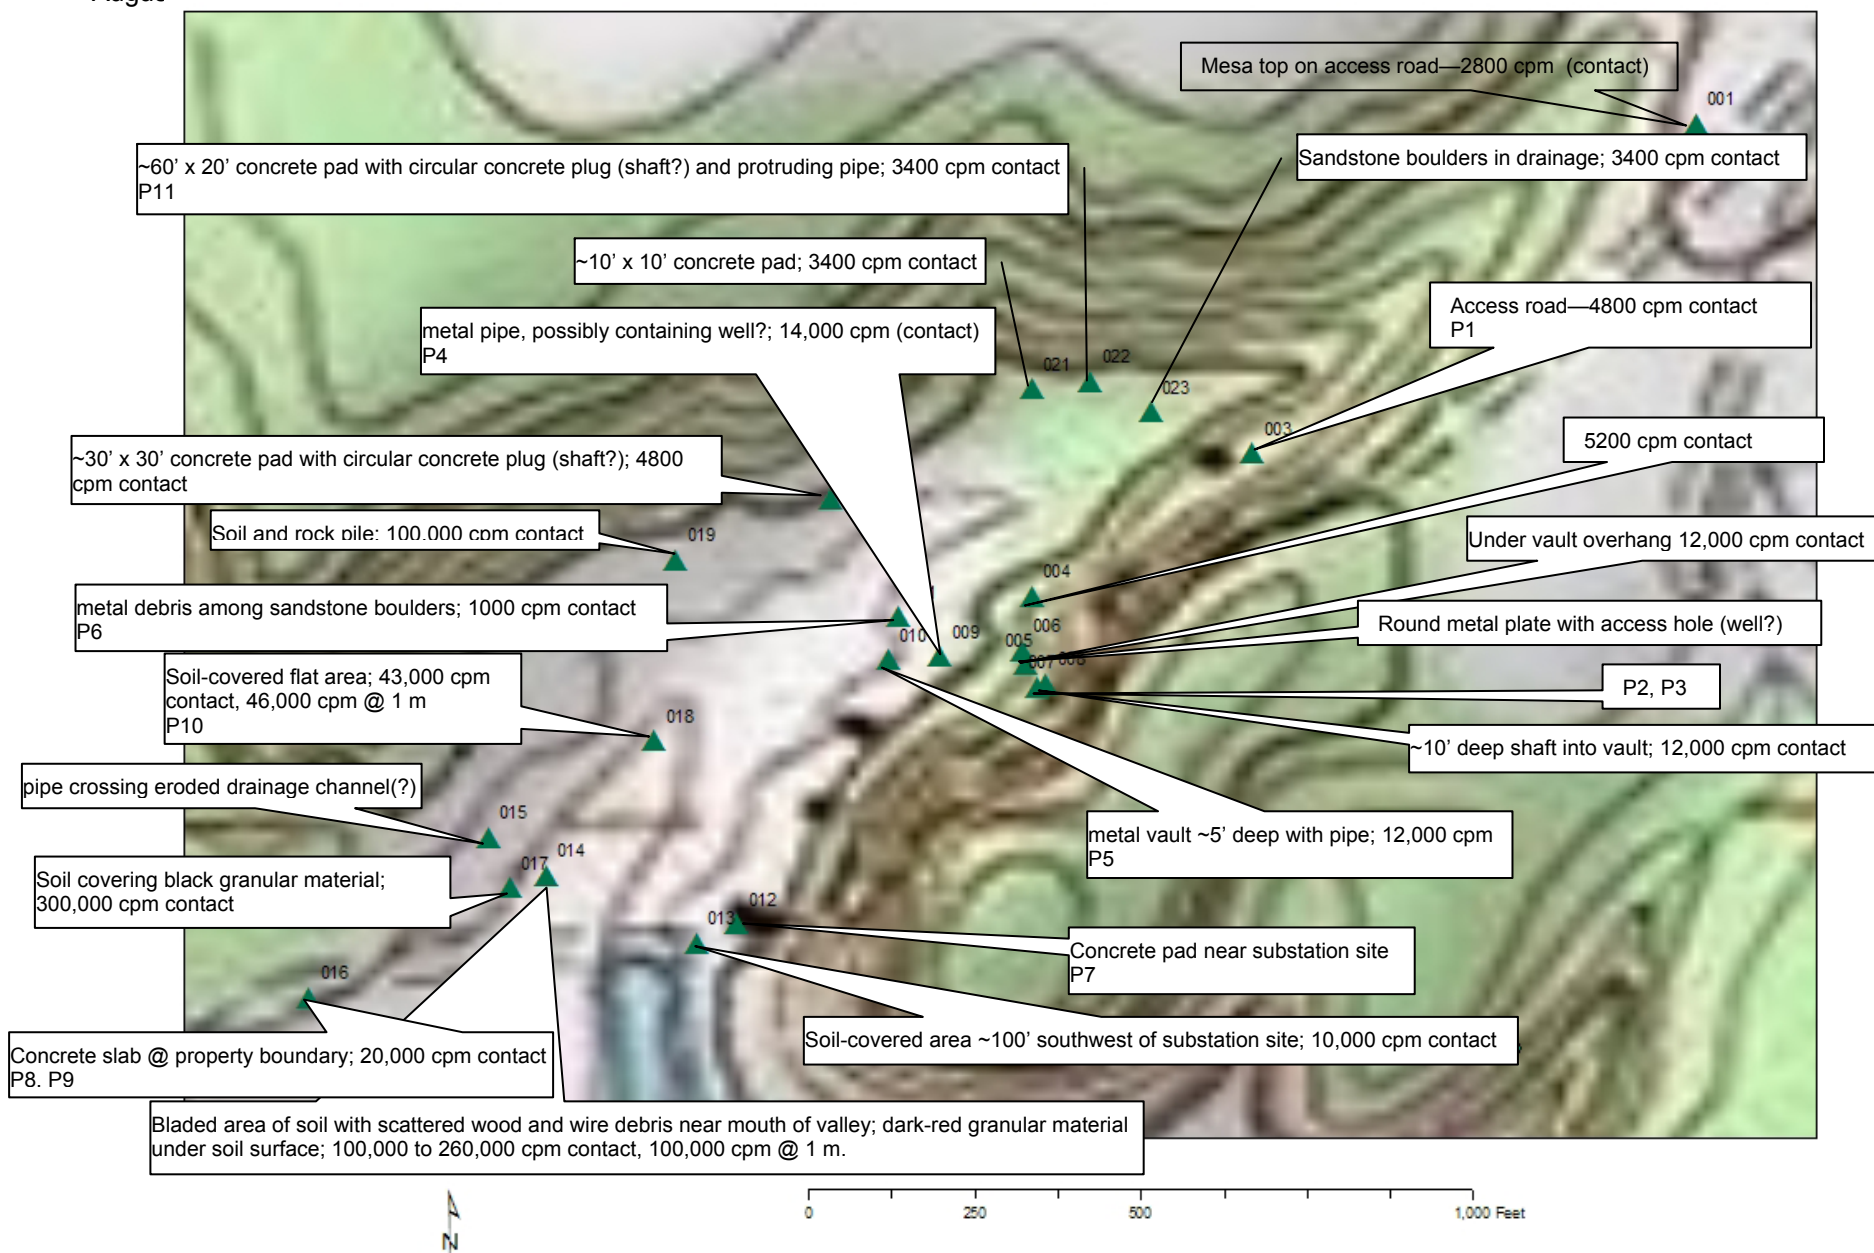 Mesa top on access road—2800 cpm (contact)
001
~60' x 20' concrete pad with circular concrete plug (shaft?) and protruding pipe; 3400 cpm contact
P11
Sandstone boulders in drainage; 3400 cpm contact
~10' x 10' concrete pad; 3400 cpm contact
Access road—4800 cpm contact
P1
metal pipe, possibly containing well?; 14,000 cpm (contact)
P4
021
022
023
003
~30' x 30' concrete pad with circular concrete plug (shaft?); 4800
cpm contact
5200 cpm contact
Soil and rock pile; 100,000 cpm contact
019
Under vault overhang 12,000 cpm contact
004
metal debris among sandstone boulders; 1000 cpm contact
P6
Round metal plate with access hole (well?)
010
009
005
006
007
008
Soil-covered flat area; 43,000 cpm
contact, 46,000 cpm @ 1 m
P10
P2, P3
018
~10' deep shaft into vault; 12,000 cpm contact
pipe crossing eroded drainage channel(?)
015
metal vault ~5' deep with pipe; 12,000 cpm
P5
014
017
Soil covering black granular material;
300,000 cpm contact
012
013
Concrete pad near substation site
P7
016
Soil-covered area ~100' southwest of substation site; 10,000 cpm contact
Concrete slab @ property boundary; 20,000 cpm contact
P8. P9
Bladed area of soil with scattered wood and wire debris near mouth of valley; dark-red granular material
under soil surface; 100,000 to 260,000 cpm contact, 100,000 cpm @ 1 m.
0
250
500
1,000 Feet
N